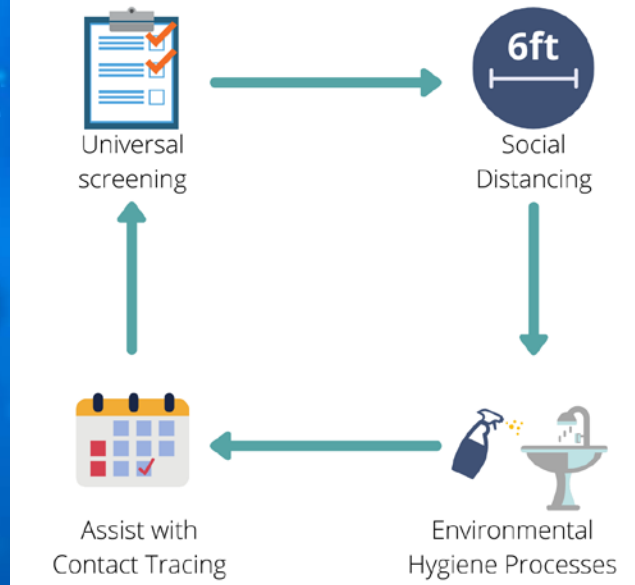 6ft
Universal
screening
Social
Distancing
Assist with
Contact Tracing
Environmental
Hygiene Processes